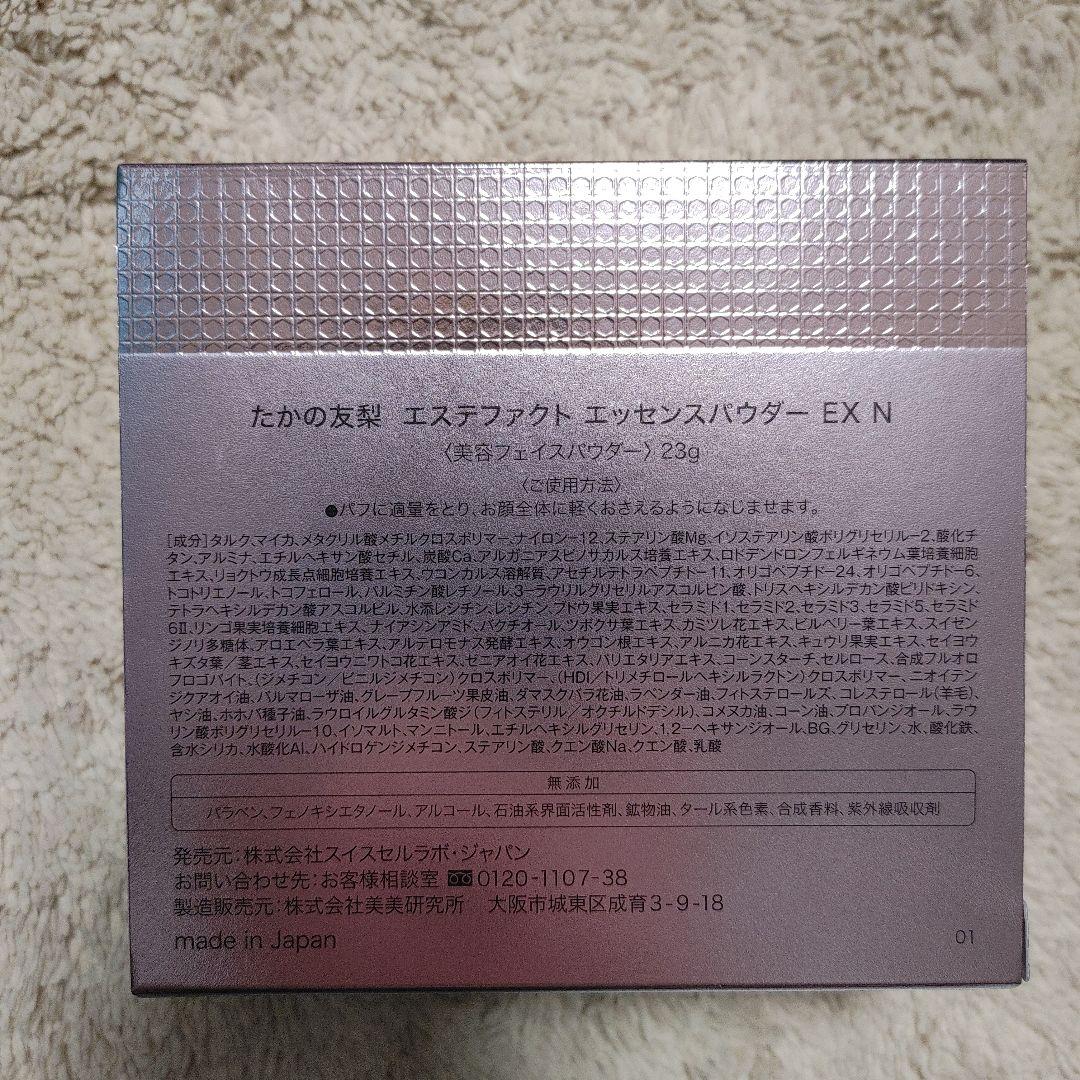 たかの友梨 エステファクト エッセンスパウダー EX N
〈美容フェイスパウダー〉23g
〈ご使用方法〉
●パフに適量をとり、お顔全体に軽くおさえるようになじませます。
[成分]タルク、マイカ、メタクリル酸メチルクロスポリマー、ナイロン-12、ステアリン酸Mg、イソステアリン酸ポリグリセリル-2、酸化チ
タン、アルミナ、エチルヘキサン酸セチル、炭酸Ca、アルガニアスピノサカルス培養エキス、ロドデンドロンフェルギネウム葉培養細胞
エキス、リョクトウ成長点細胞培養エキス、ウコンカルス溶解質、アセチルテトラペプチド-11、オリゴペプチド-24、オリゴペプチド-6、
トコトリエノール、トコフェロール、パルミチン酸レチノール、3-ラウリルグリセリルアスコルビン酸、トリスヘキシルデカン酸ピリドキシン、
テトラヘキシルデカン酸アスコルビル、水添レシチン、レシチン、ブドウ果実エキス、セラミド1、セラミド2、セラミド3、セラミド5、セラミド
6Ⅱ、リンゴ果実培養細胞エキス、ナイアシンアミド、バクチオール、ツボクサ葉エキス、カミツレ花エキス、ビルベリー葉エキス、スイゼン
ジノリ多糖体、アロエベラ葉エキス、アルテロモナス発酵エキス、オウゴン根エキス、アルニカ花エキス、キュウリ果実エキス、セイヨウ
キズタ葉/茎エキス、セイヨウニワトコ花エキス、ゼニアオイ花エキス、パリエタリアエキス、コーンスターチ、セルロース、合成フルオロ
フロゴパイト、(ジメチコン/ビニルジメチコン)クロスポリマー、(HDI/トリメチロールヘキシルラクトン)クロスポリマー、ニオイテン
ジクアオイ油、パルマローザ油、グレープフルーツ果皮油、ダマスクバラ花油、ラベンダー油、フィトステロールズ、コレステロール(羊毛)、
ヤシ油、ホホバ種子油、ラウロイルグルタミン酸ジ(フィトステリル/オクチルドデシル)、コメヌカ油、コーン油、プロパンジオール、ラウ
リン酸ポリグリセリル-10、イソマルト、マンニトール、エチルヘキシルグリセリン、1,2-ヘキサンジオール、BG、グリセリン、水、酸化鉄、
含水シリカ、水酸化Al、ハイドロゲンジメチコン、ステアリン酸、クエン酸Na、クエン酸、乳酸
無添加
パラベン、フェノキシエタノール、アルコール、石油系界面活性剤、鉱物油、タール系色素、合成香料、紫外線吸収剤
発売元:株式会社スイスセルラボ・ジャパン
お問い合わせ先:お客様相談室 0120-1107-38
製造販売元:株式会社美美研究所 大阪市城東区成育3-9-18
made in Japan
01